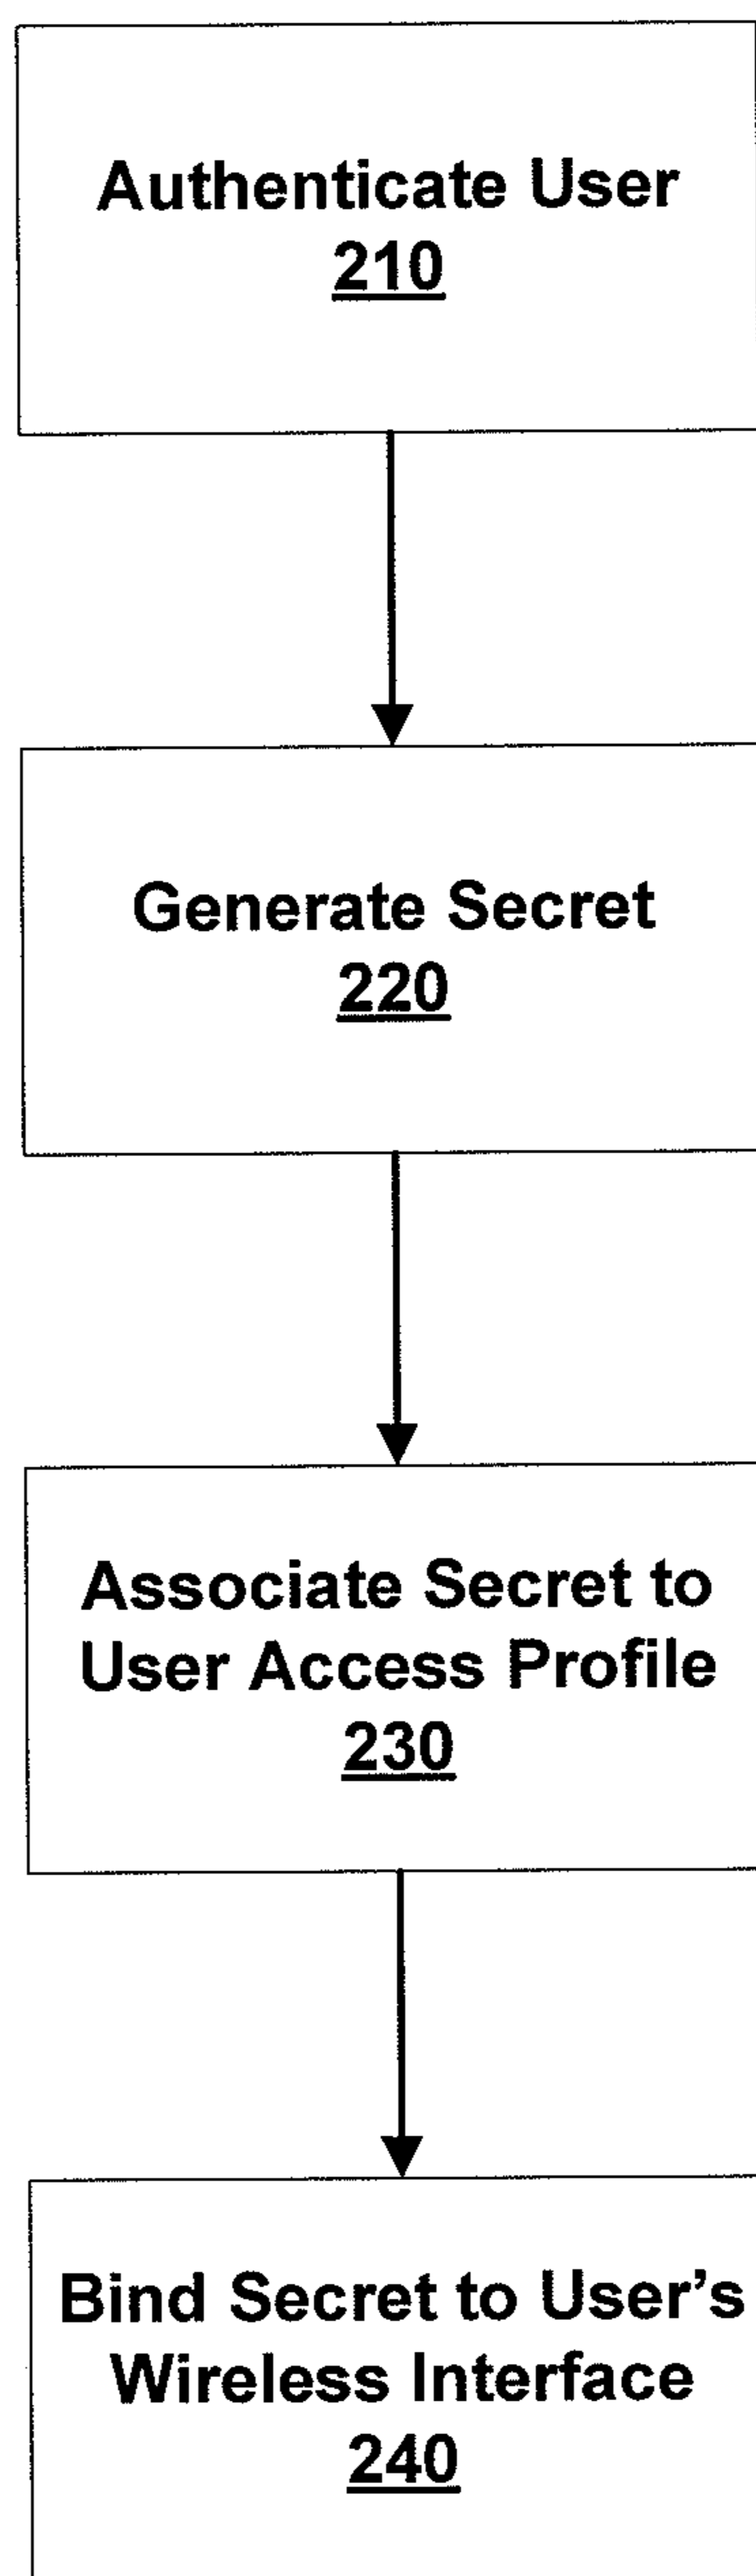 Authenticate User
210
Generate Secret
220
Associate Secret to
User Access Profile
230
Bind Secret to User’s
Wireless Interface
240